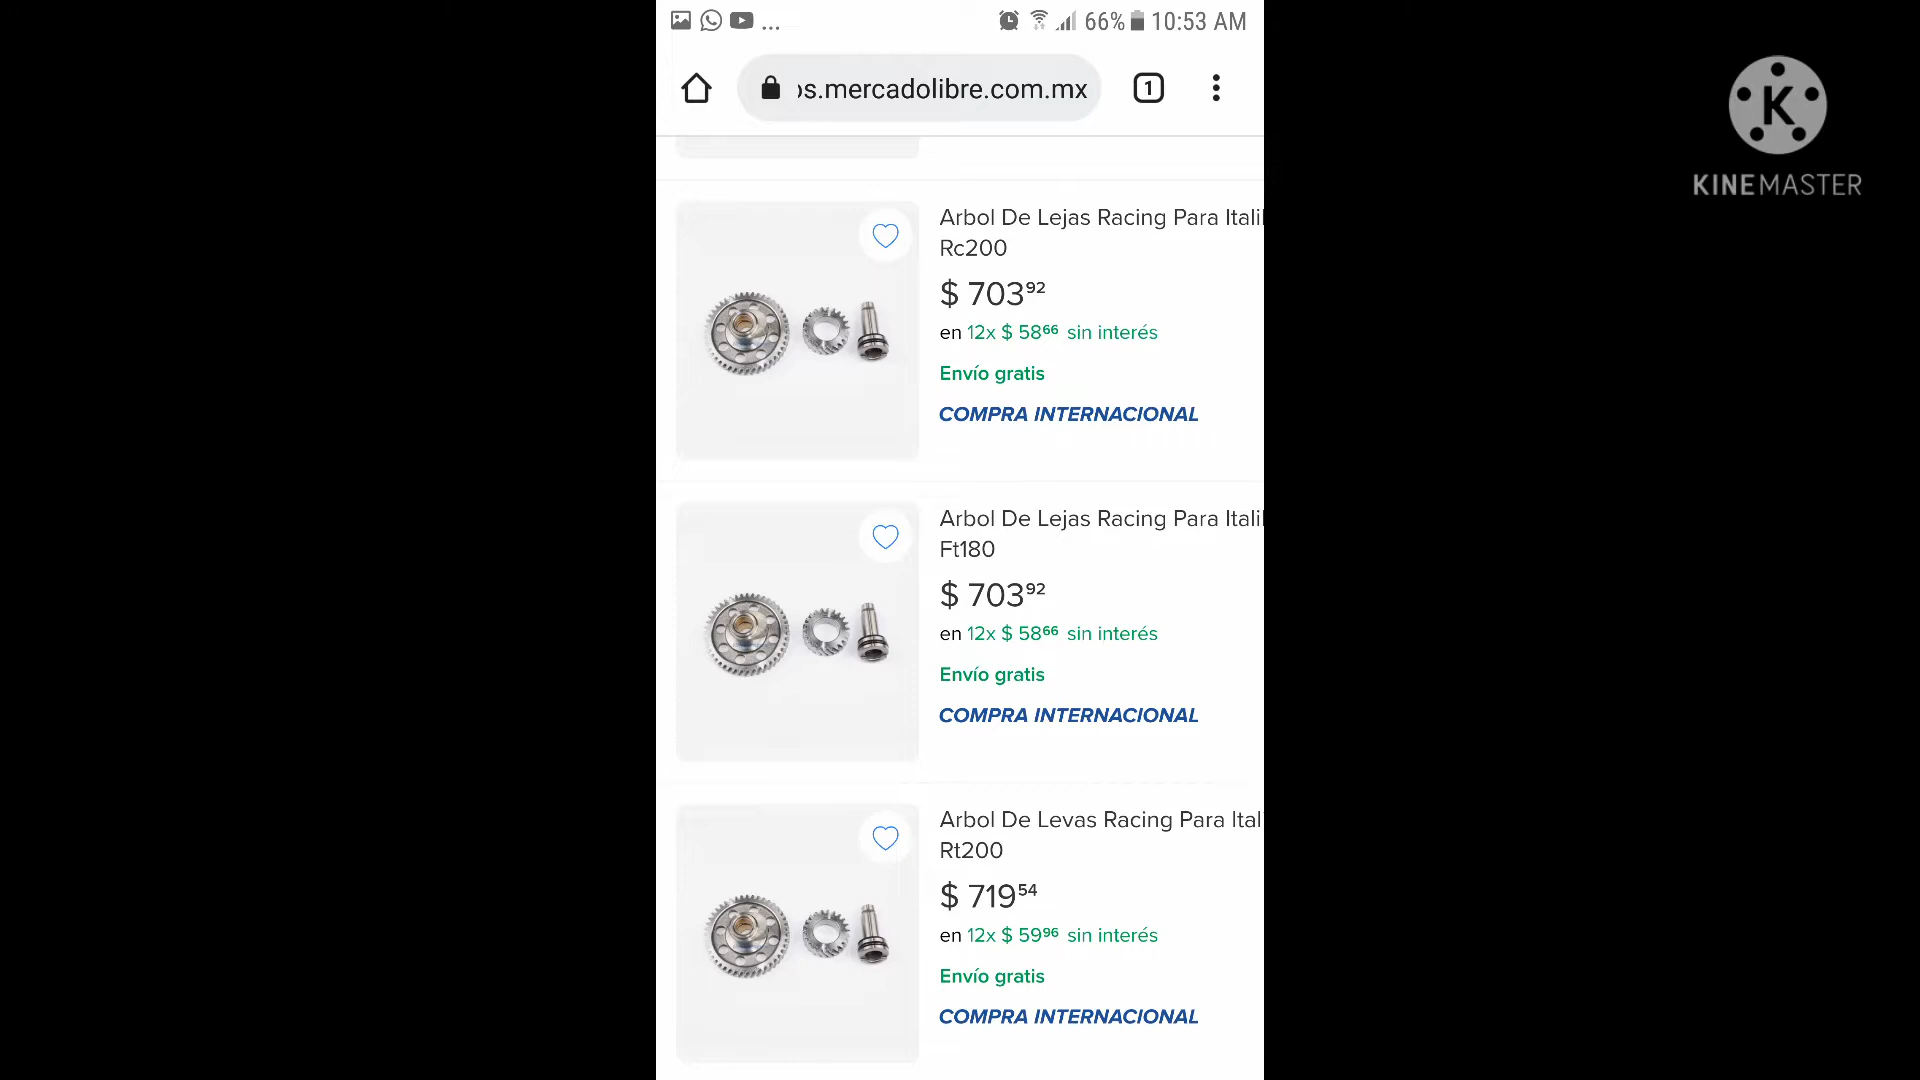 ... 66% 10:53 AM
os.mercadolibre.com.mx 1
K
KINEMASTER
Arbol De Lejas Racing Para Itali
Rc200
$ 703⁹²
en 12x $ 58⁶⁶ sin interés
Envío gratis
COMPRA INTERNACIONAL
Arbol De Lejas Racing Para Itali
Ft180
$ 703⁹²
en 12x $ 58⁶⁶ sin interés
Envío gratis
COMPRA INTERNACIONAL
Arbol De Levas Racing Para Ital
Rt200
$ 719⁵⁴
en 12x $ 59⁹⁶ sin interés
Envío gratis
COMPRA INTERNACIONAL